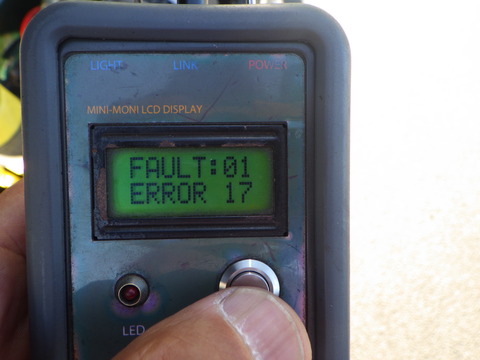 LIGHT LINK POWER
MINI-MONI LCD DISPLAY
FAULT:01
ERROR 17
LED